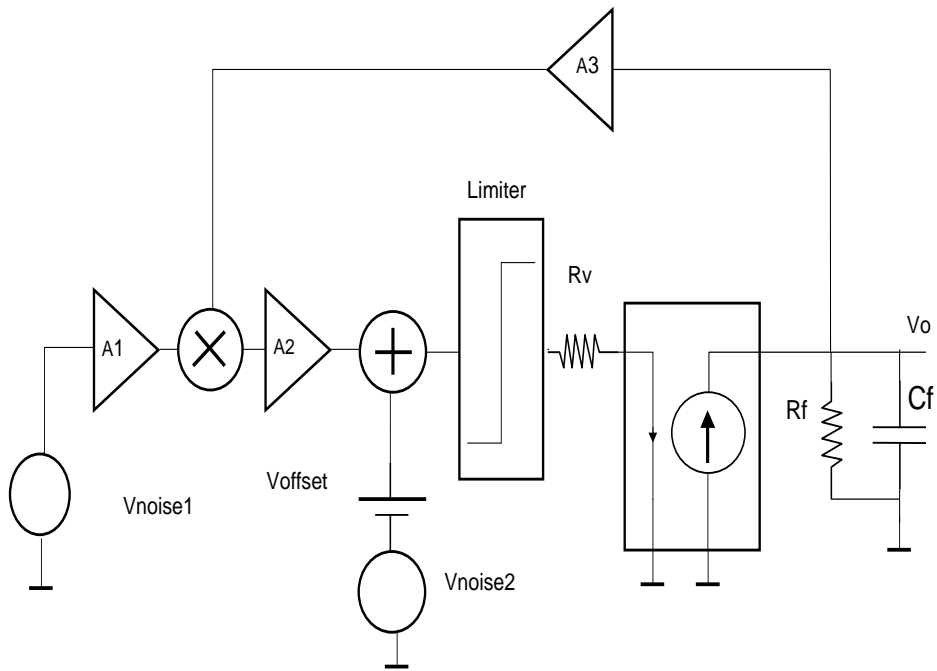 A3
Limiter
Rv
A1
A2
Vo
Rf
Cf
Voffset
Vnoise1
Vnoise2